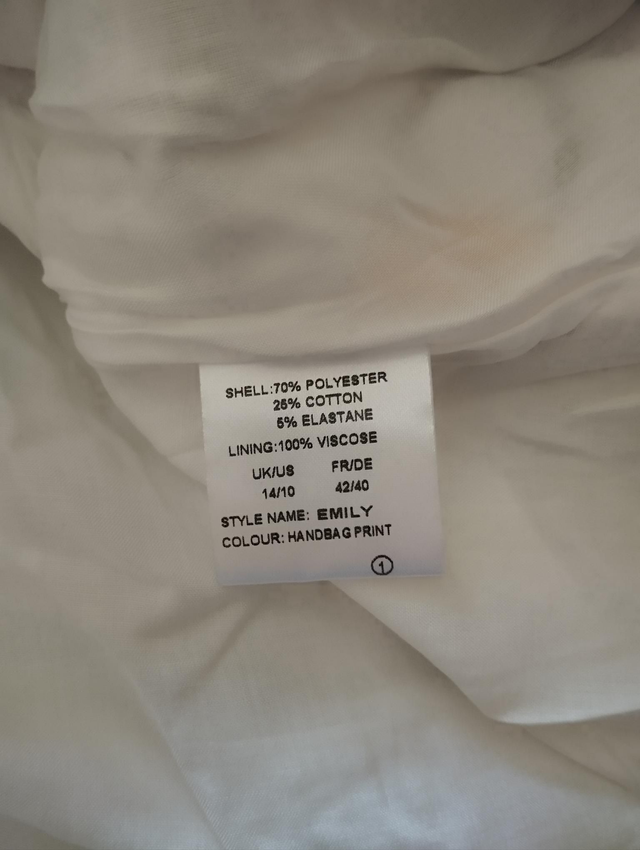 SHELL:70% POLYESTER
25% COTTON
5% ELASTANE
LINING:100% VISCOSE
UK/US FR/DE
14/10 42/40
STYLE NAME: EMILY
COLOUR: HANDBAG PRINT
1